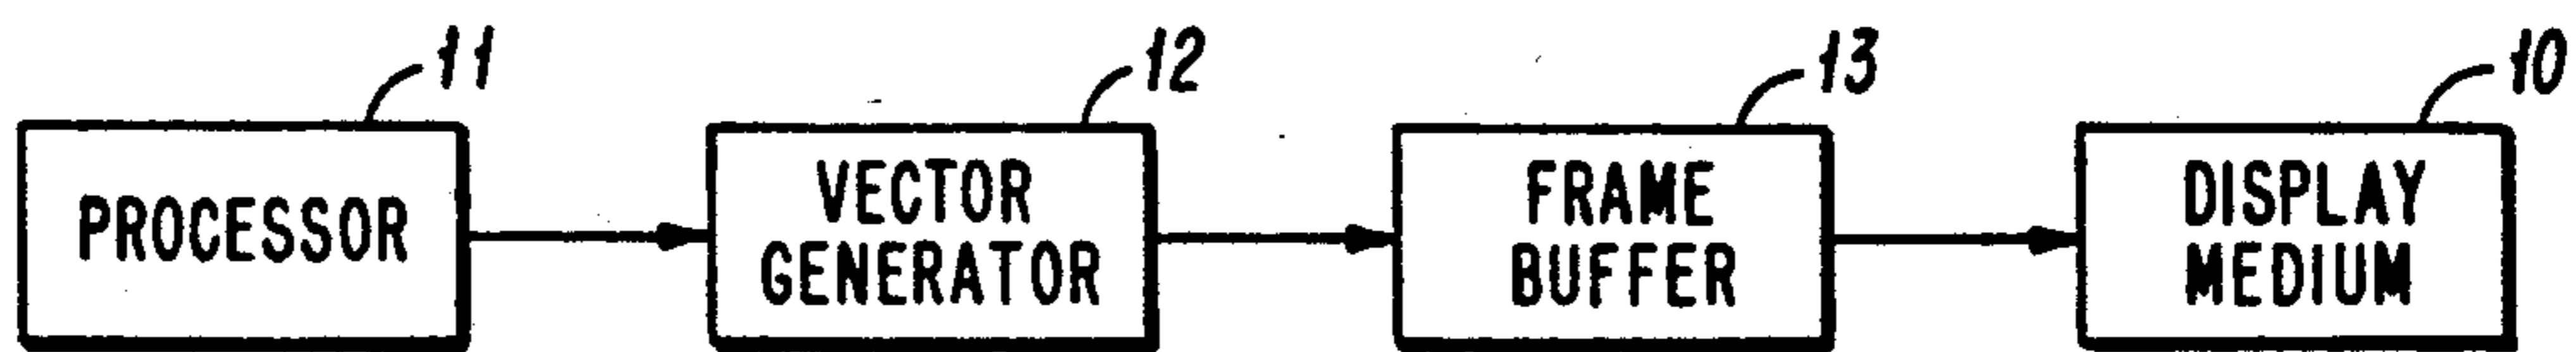 11
12
13
10
PROCESSOR
VECTOR
GENERATOR
FRAME
BUFFER
DISPLAY
MEDIUM